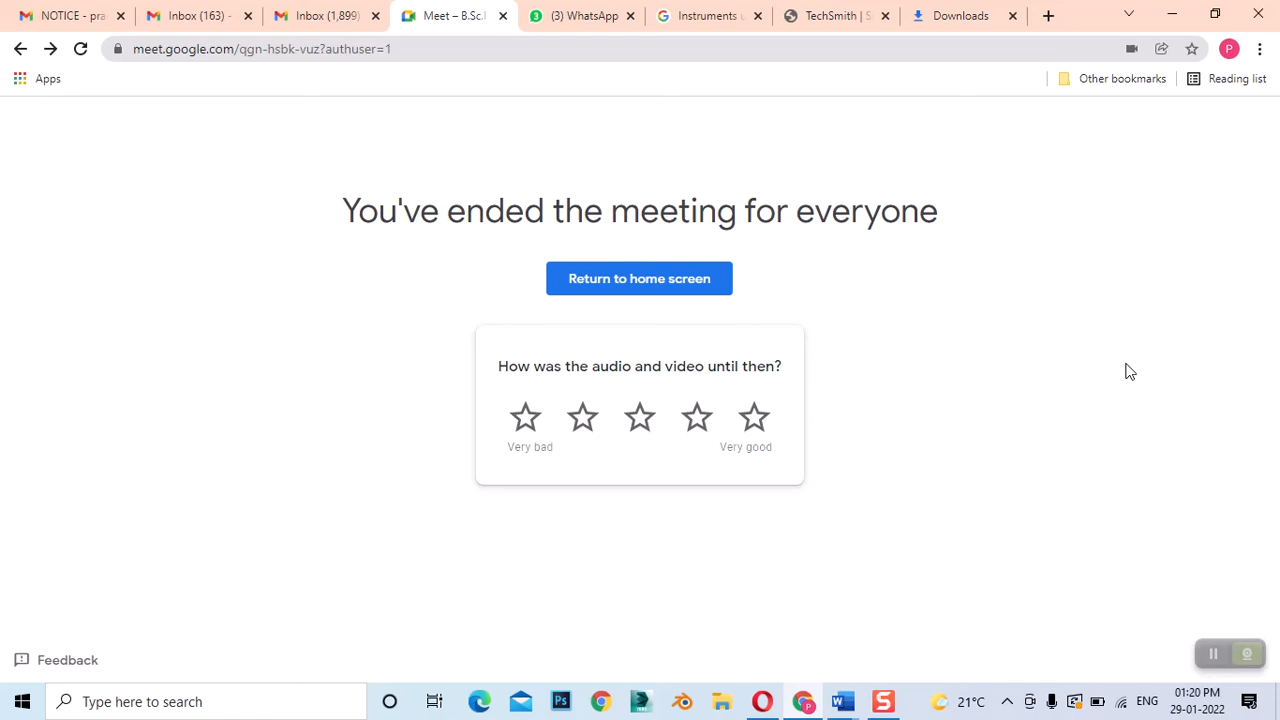 NOTICE - pra
Inbox (163) -
Inbox (1,899)
Meet – B.Sc.I
(3) WhatsApp
Instruments u
TechSmith | S
Downloads
meet.google.com/qgn-hsbk-vuz?authuser=1
P
Apps
Other bookmarks
Reading list
You've ended the meeting for everyone
Return to home screen
How was the audio and video until then?
Very bad
Very good
Feedback
Type here to search
Ps
21°C
ENG
01:20 PM
29-01-2022